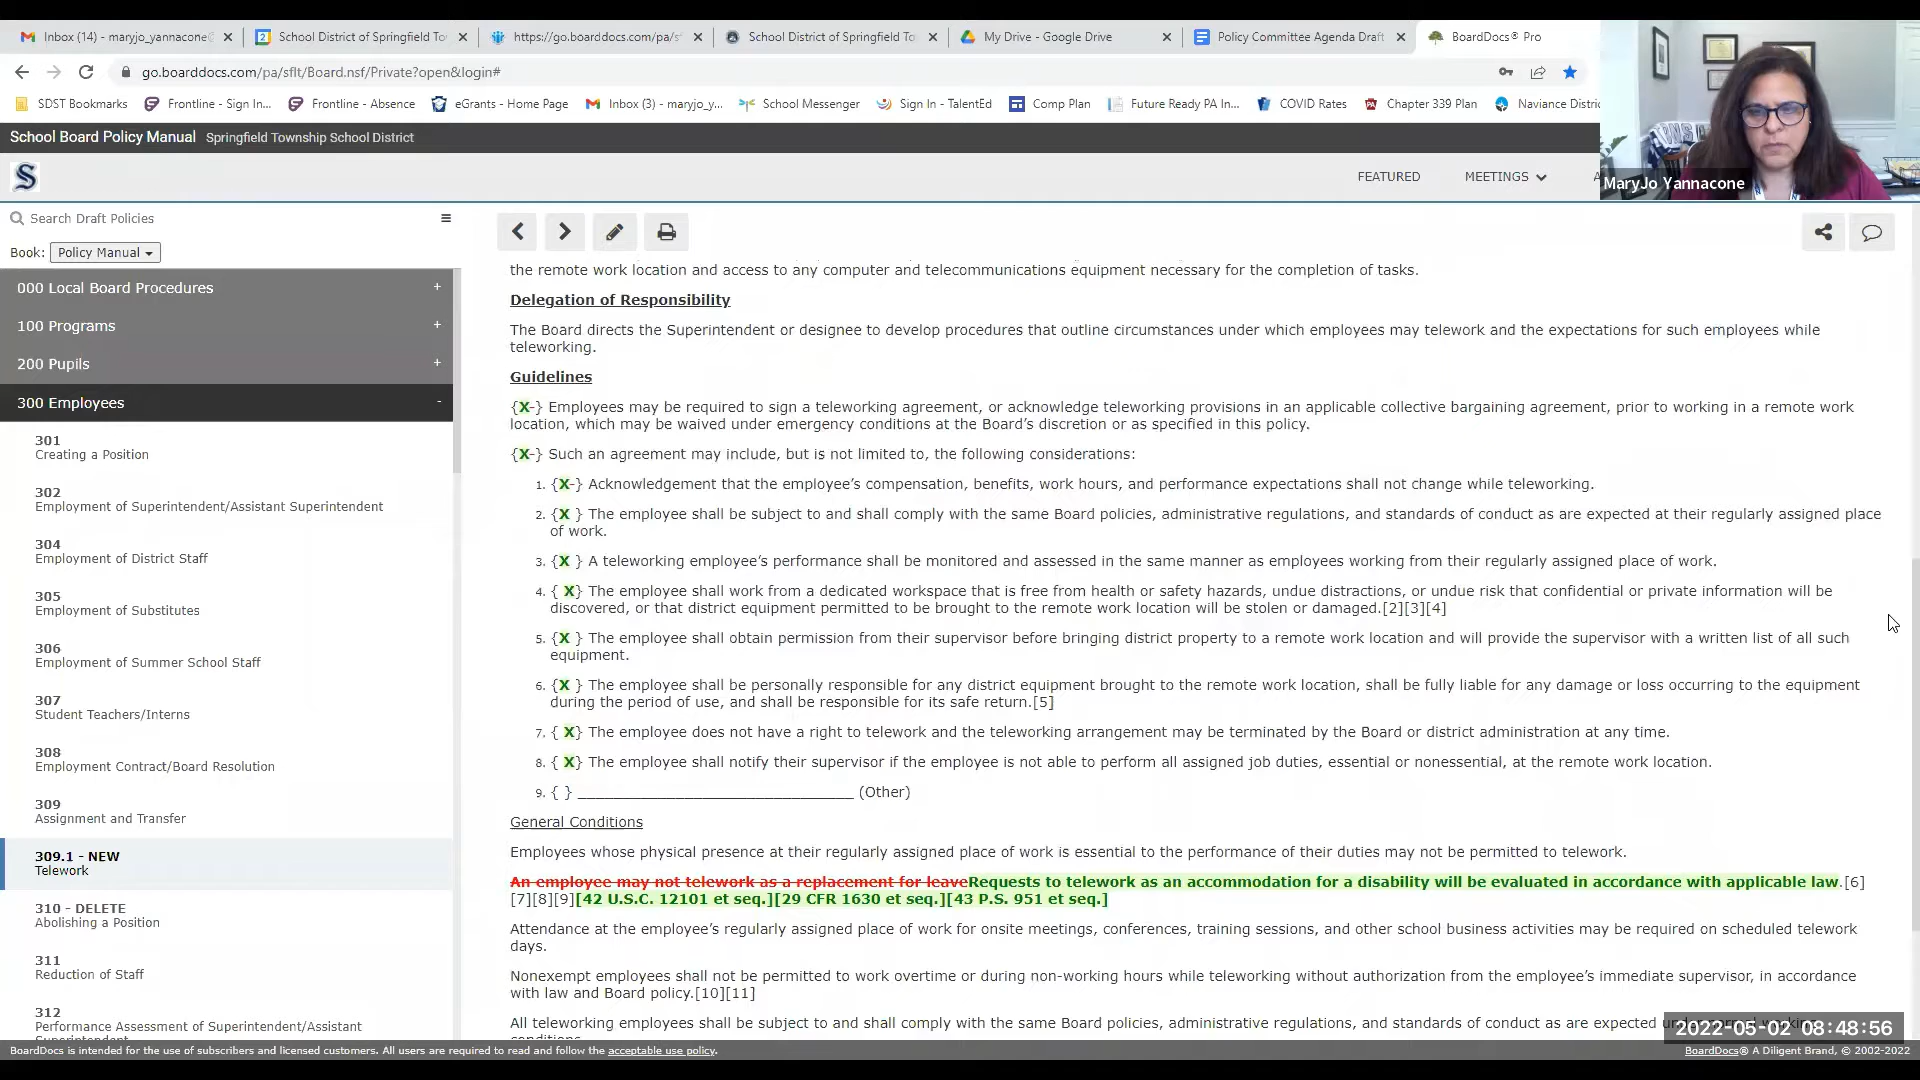 Inbox (14) - maryjo_yannacone
School District of Springfield To
https://go.boarddocs.com/pa/s
School District of Springfield To
My Drive - Google Drive
Policy Committee Agenda Draft
BoardDocs® Pro
go.boarddocs.com/pa/sflt/Board.nsf/Private?open&login#
SDST Bookmarks
Frontline - Sign In...
Frontline - Absence
eGrants - Home Page
Inbox (3) - maryjo_y...
School Messenger
Sign In - TalentEd
Comp Plan
Future Ready PA In...
COVID Rates
Chapter 339 Plan
Naviance Distric
School Board Policy Manual Springfield Township School District
S
FEATURED
MEETINGS
MaryJo Yannacone
Search Draft Policies
Book: Policy Manual
000 Local Board Procedures +
100 Programs +
200 Pupils +
300 Employees -
301
Creating a Position
302
Employment of Superintendent/Assistant Superintendent
304
Employment of District Staff
305
Employment of Substitutes
306
Employment of Summer School Staff
307
Student Teachers/Interns
308
Employment Contract/Board Resolution
309
Assignment and Transfer
309.1 - NEW
Telework
310 - DELETE
Abolishing a Position
311
Reduction of Staff
312
Performance Assessment of Superintendent/Assistant
Superintendent
the remote work location and access to any computer and telecommunications equipment necessary for the completion of tasks.
Delegation of Responsibility
The Board directs the Superintendent or designee to develop procedures that outline circumstances under which employees may telework and the expectations for such employees while
teleworking.
Guidelines
{X-} Employees may be required to sign a teleworking agreement, or acknowledge teleworking provisions in an applicable collective bargaining agreement, prior to working in a remote work
location, which may be waived under emergency conditions at the Board's discretion or as specified in this policy.
{X-} Such an agreement may include, but is not limited to, the following considerations:
1. {X-} Acknowledgement that the employee's compensation, benefits, work hours, and performance expectations shall not change while teleworking.
2. {X } The employee shall be subject to and shall comply with the same Board policies, administrative regulations, and standards of conduct as are expected at their regularly assigned place
of work.
3. {X } A teleworking employee's performance shall be monitored and assessed in the same manner as employees working from their regularly assigned place of work.
4. { X} The employee shall work from a dedicated workspace that is free from health or safety hazards, undue distractions, or undue risk that confidential or private information will be
discovered, or that district equipment permitted to be brought to the remote work location will be stolen or damaged.[2][3][4]
5. {X } The employee shall obtain permission from their supervisor before bringing district property to a remote work location and will provide the supervisor with a written list of all such
equipment.
6. {X } The employee shall be personally responsible for any district equipment brought to the remote work location, shall be fully liable for any damage or loss occurring to the equipment
during the period of use, and shall be responsible for its safe return.[5]
7. { X} The employee does not have a right to telework and the teleworking arrangement may be terminated by the Board or district administration at any time.
8. { X} The employee shall notify their supervisor if the employee is not able to perform all assigned job duties, essential or nonessential, at the remote work location.
9. { } ________________________________ (Other)
General Conditions
Employees whose physical presence at their regularly assigned place of work is essential to the performance of their duties may not be permitted to telework.
An employee may not telework as a replacement for leaveRequests to telework as an accommodation for a disability will be evaluated in accordance with applicable law.[6]
[7][8][9][42 U.S.C. 12101 et seq.][29 CFR 1630 et seq.][43 P.S. 951 et seq.]
Attendance at the employee's regularly assigned place of work for onsite meetings, conferences, training sessions, and other school business activities may be required on scheduled telework
days.
Nonexempt employees shall not be permitted to work overtime or during non-working hours while teleworking without authorization from the employee's immediate supervisor, in accordance
with law and Board policy.[10][11]
All teleworking employees shall be subject to and shall comply with the same Board policies, administrative regulations, and standards of conduct as are expected
2022-05-02 08:48:56
BoardDocs is intended for the use of subscribers and licensed customers. All users are required to read and follow the acceptable use policy.
BoardDocs® A Diligent Brand, © 2002-2022